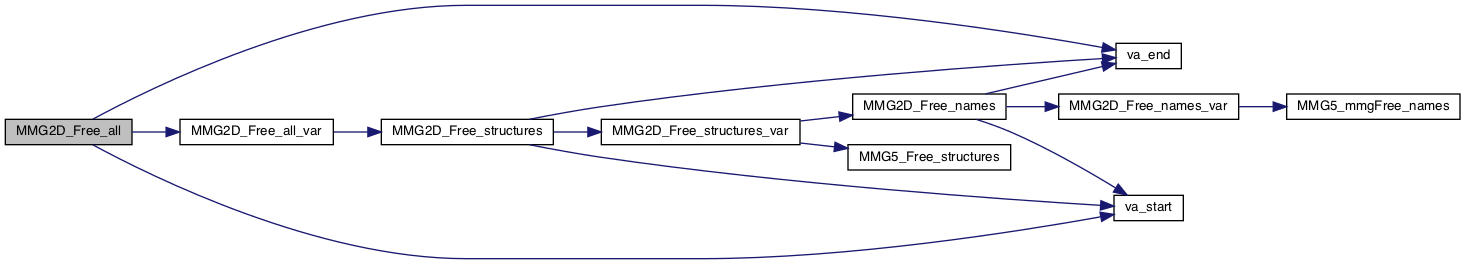 MMG2D_Free_all
MMG2D_Free_all_var
MMG2D_Free_structures
MMG2D_Free_structures_var
MMG2D_Free_names
MMG5_Free_structures
va_end
MMG2D_Free_names_var
MMG5_mmgFree_names
va_start